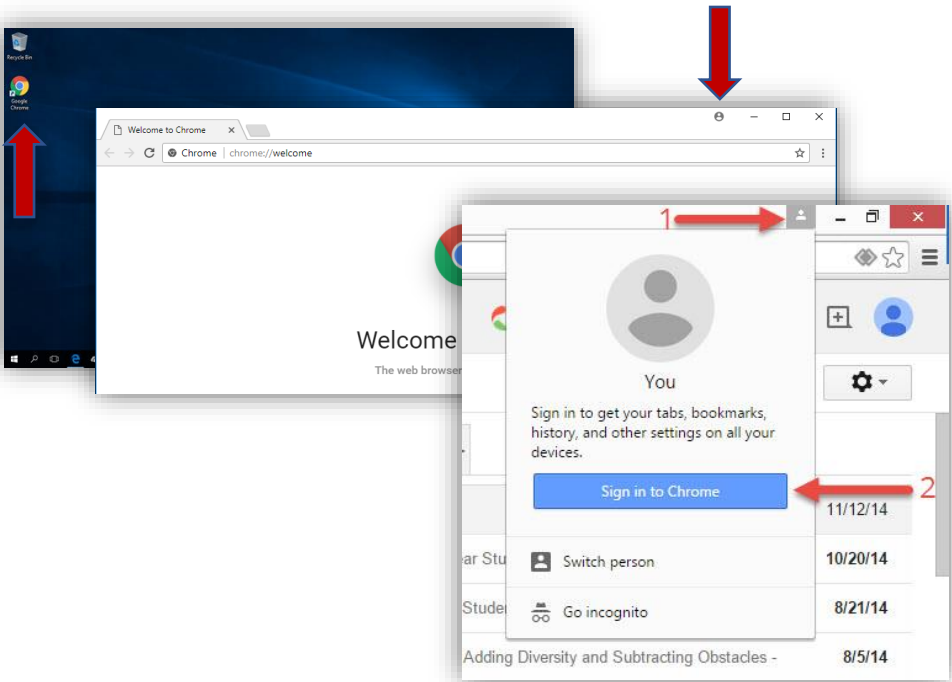 Recycle Bin
Google
Chrome
Welcome to Chrome
Chrome | chrome://welcome
Welcome
The web browser
1
You
Sign in to get your tabs, bookmarks,
history, and other settings on all your
devices.
Sign in to Chrome
2
11/12/14
ar Stu
10/20/14
Switch person
Studen
8/21/14
Go incognito
Adding Diversity and Subtracting Obstacles -
8/5/14